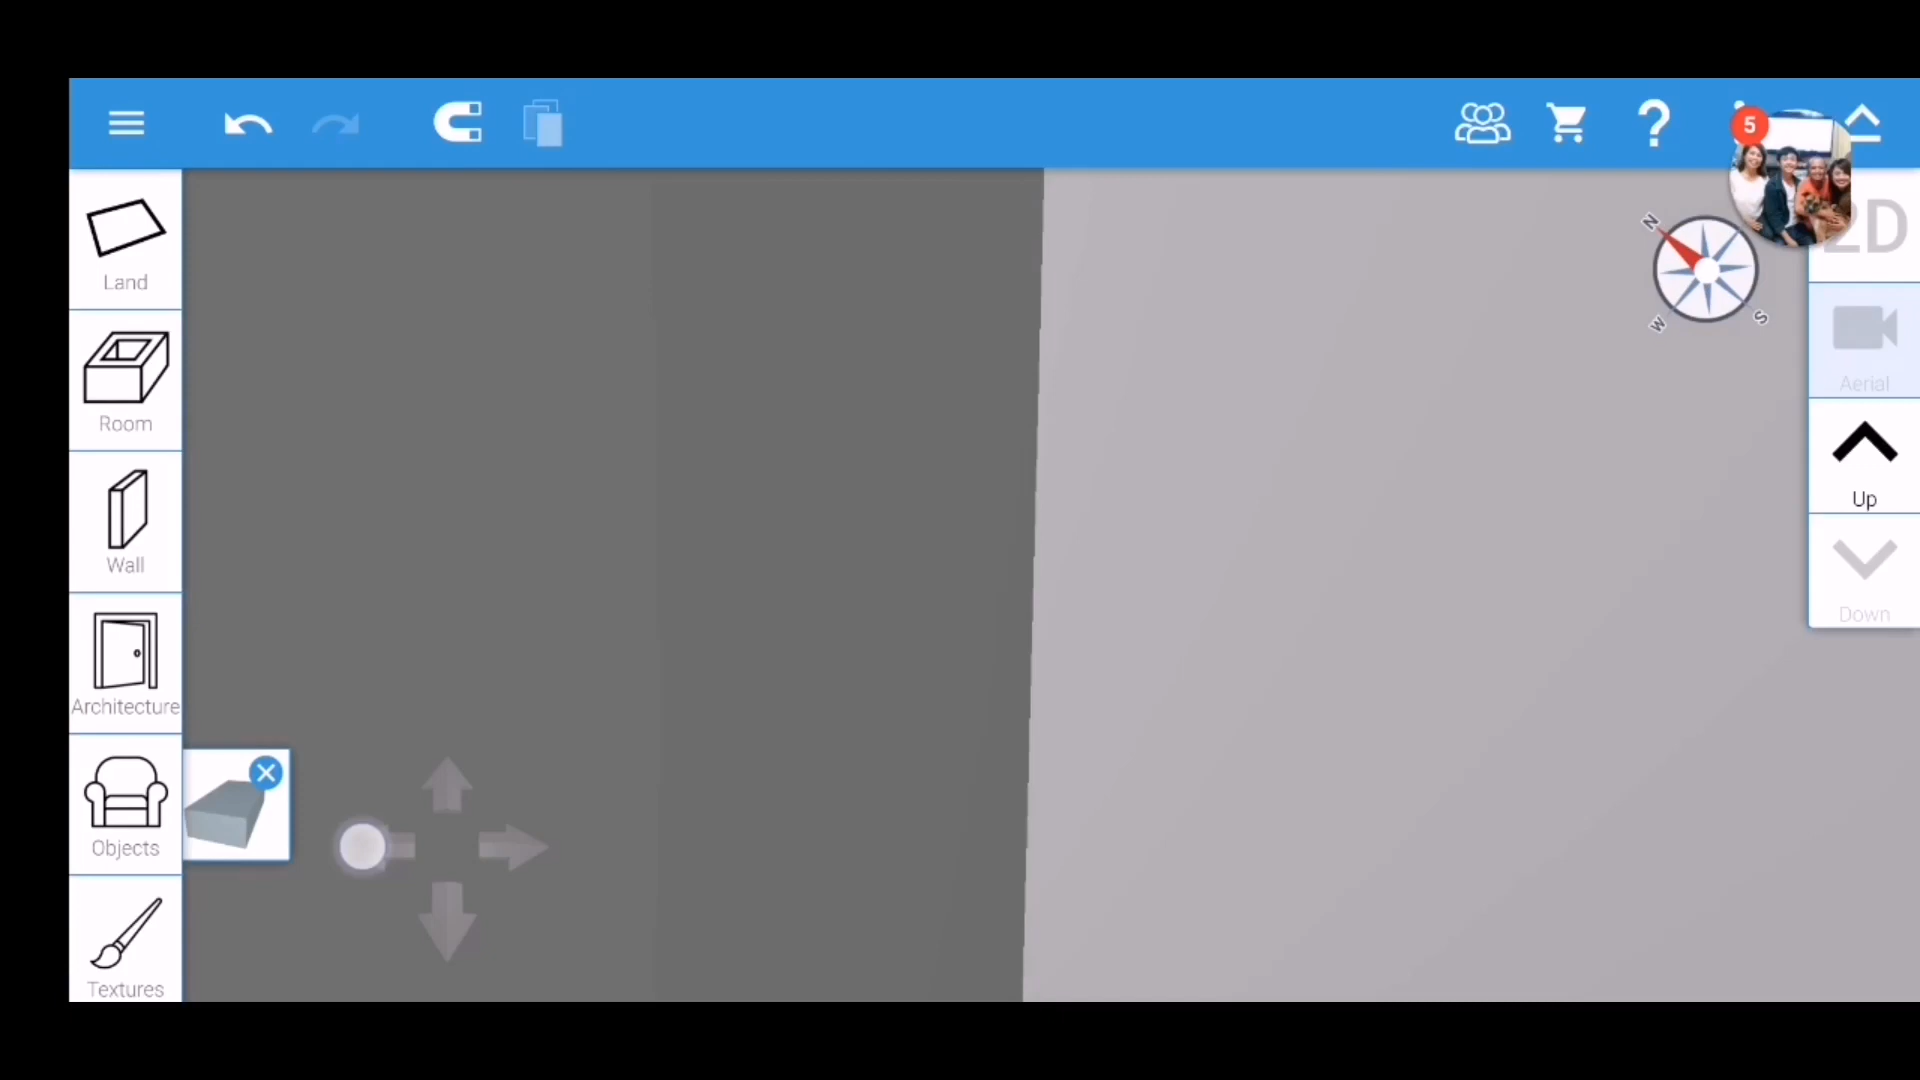 5
N
W
S
2D
Aerial
Up
Down
Land
Room
Wall
Architecture
Objects
Textures